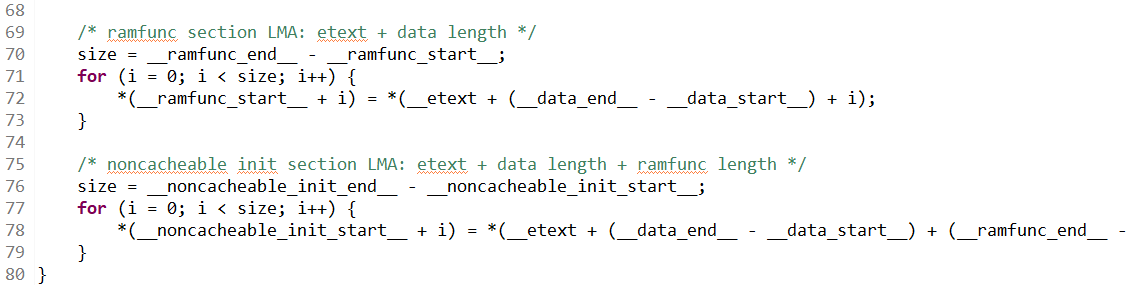 68
69 /* ramfunc section LMA: etext + data length */
70 size = __ramfunc_end__ - __ramfunc_start__;
71 for (i = 0; i < size; i++) {
72 *(__ramfunc_start__ + i) = *(__etext + (__data_end__ - __data_start__) + i);
73 }
74
75 /* noncacheable init section LMA: etext + data length + ramfunc length */
76 size = __noncacheable_init_end__ - __noncacheable_init_start__;
77 for (i = 0; i < size; i++) {
78 *(__noncacheable_init_start__ + i) = *(__etext + (__data_end__ - __data_start__) + (__ramfunc_end__ -
79 }
80 }